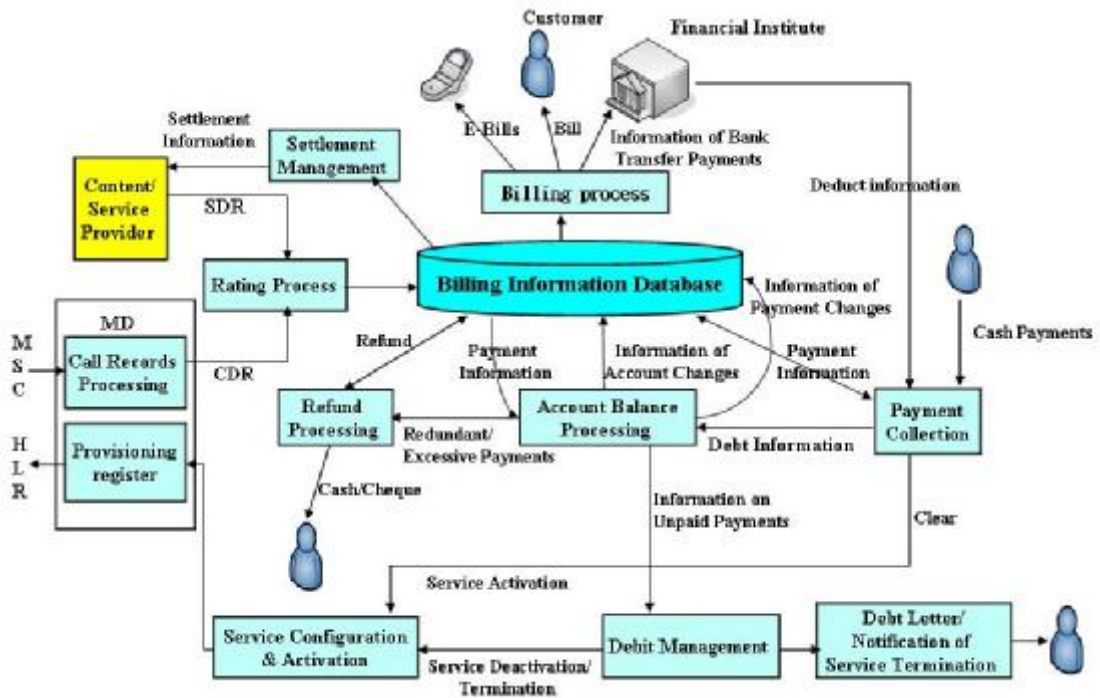 Customer
Financial Institute
E-Bills
Bill
Information of Bank
Transfer Payments
Settlement
Information
Settlement
Management
Content/
Service
Provider
SDR
Billing process
Deduct information
Rating Process
Billing Information Database
Information of
Payment Changes
Cash Payments
MD
M
S
C
Call Records
Processing
CDR
Refund
Payment
Information
Information of
Account Changes
Payment
Information
Refund
Processing
Account Balance
Processing
Payment
Collection
Redundant/
Excessive Payments
Debt Information
H
L
R
Provisioning
register
Cash/Cheque
Information on
Unpaid Payments
Clear
Service Activation
Service Configuration
& Activation
Service Deactivation/
Termination
Debit Management
Debt Letter/
Notification of
Service Termination